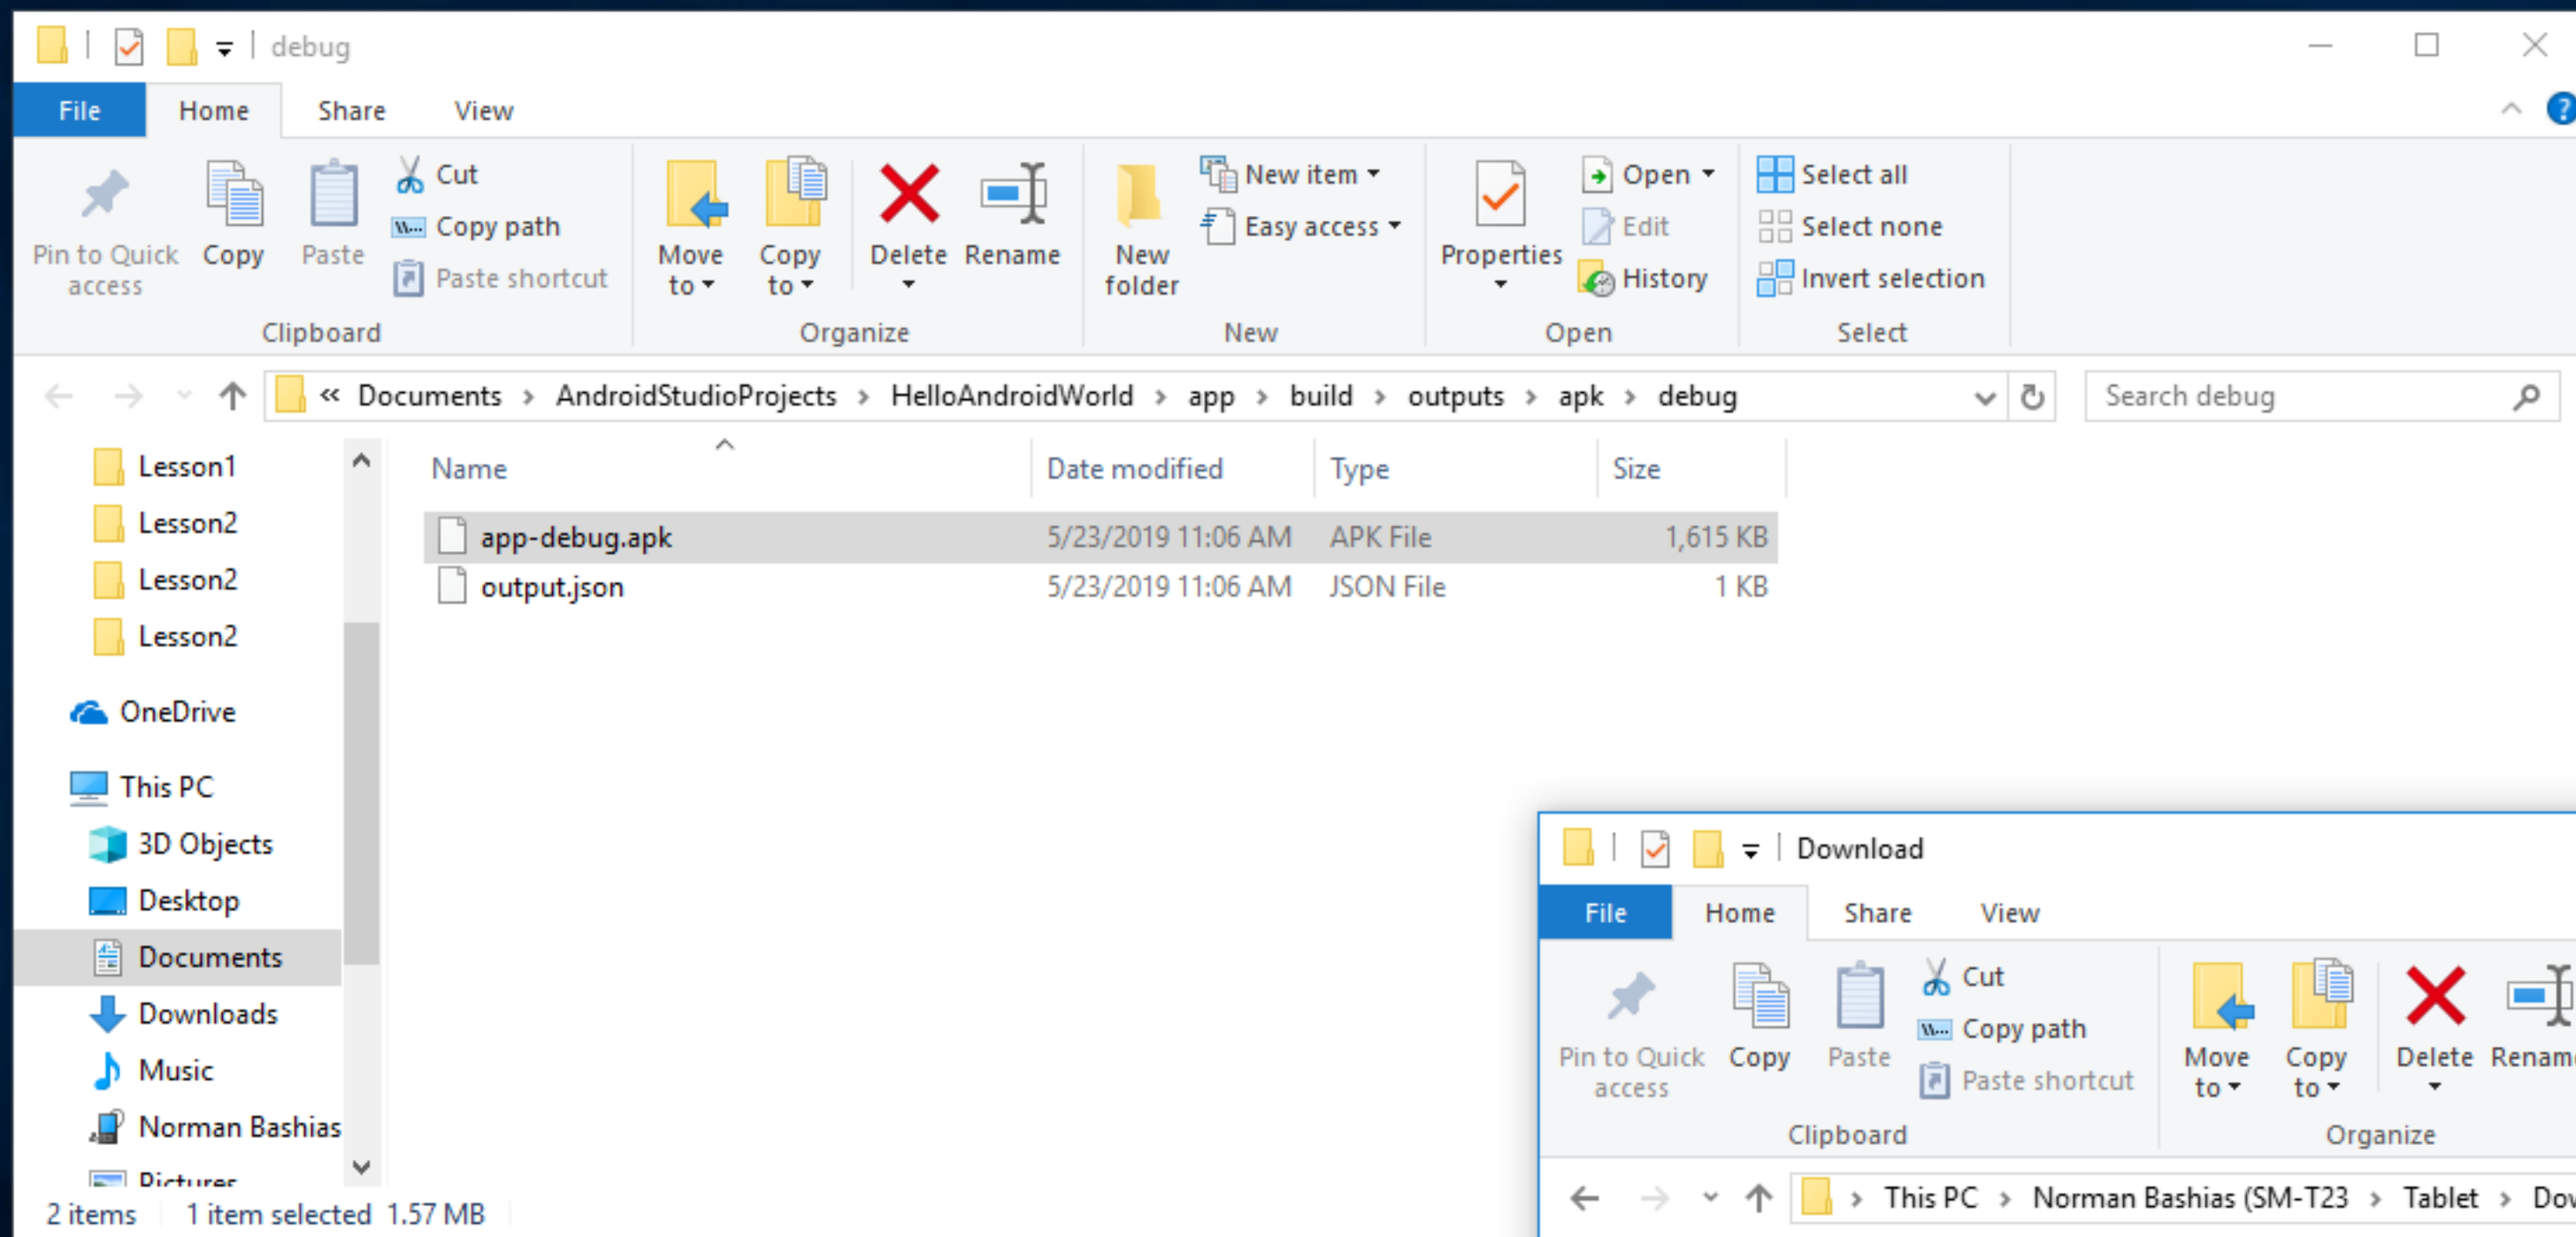 debug
File Home Share View
Pin to Quick access
Copy
Paste
Cut
Copy path
Paste shortcut
Clipboard
Move to
Copy to
Delete
Rename
Organize
New folder
New item
Easy access
New
Properties
Open
Edit
History
Open
Select all
Select none
Invert selection
Select
« Documents > AndroidStudioProjects > HelloAndroidWorld > app > build > outputs > apk > debug
Search debug
Lesson1
Lesson2
Lesson2
Lesson2
OneDrive
This PC
3D Objects
Desktop
Documents
Downloads
Music
Norman Bashias
Pictures
Name Date modified Type Size
app-debug.apk 5/23/2019 11:06 AM APK File 1,615 KB
output.json 5/23/2019 11:06 AM JSON File 1 KB
2 items 1 item selected 1.57 MB
Download
File Home Share View
Pin to Quick access
Copy
Paste
Cut
Copy path
Paste shortcut
Clipboard
Move to
Copy to
Delete
Renam
Organize
> This PC > Norman Bashias (SM-T23 > Tablet > Dow